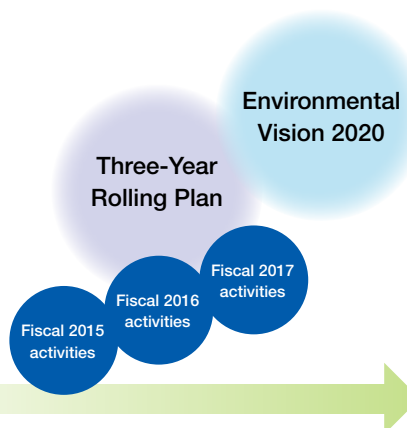 Environmental
Vision 2020
Three-Year
Rolling Plan
Fiscal 2017
activities
Fiscal 2016
activities
Fiscal 2015
activities